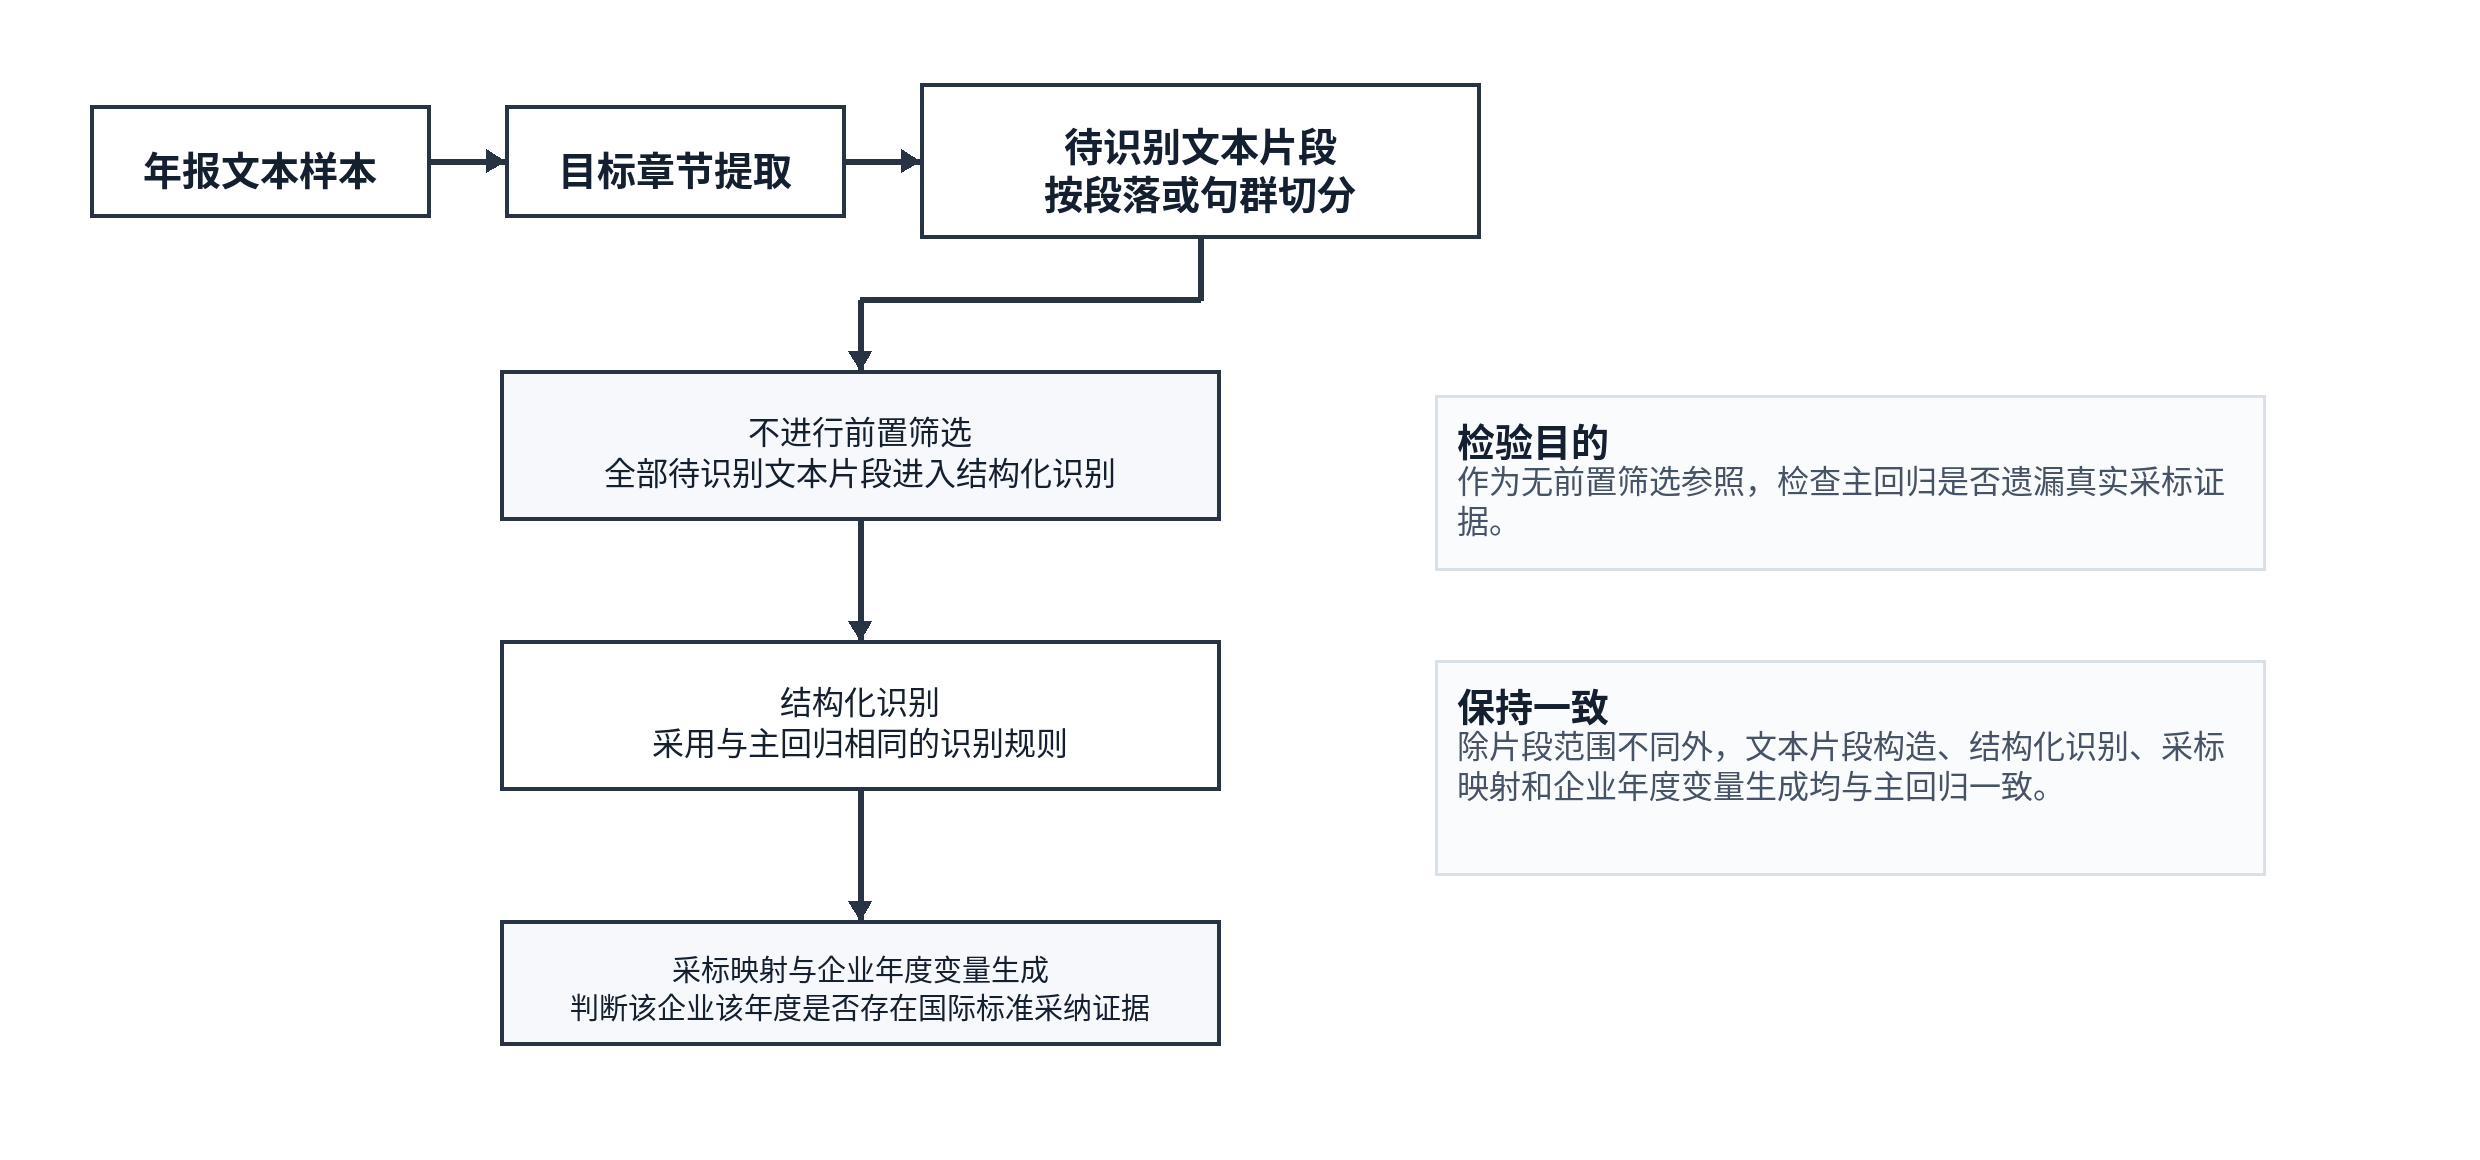 年报文本样本
目标章节提取
待识别文本片段
按段落或句群切分
不进行前置筛选
全部待识别文本片段进入结构化识别
检验目的
作为无前置筛选参照，检查主回归是否遗漏真实采标证
据。
结构化识别
采用与主回归相同的识别规则
保持一致
除片段范围不同外，文本片段构造、结构化识别、采标
映射和企业年度变量生成均与主回归一致。
采标映射与企业年度变量生成
判断该企业该年度是否存在国际标准采纳证据